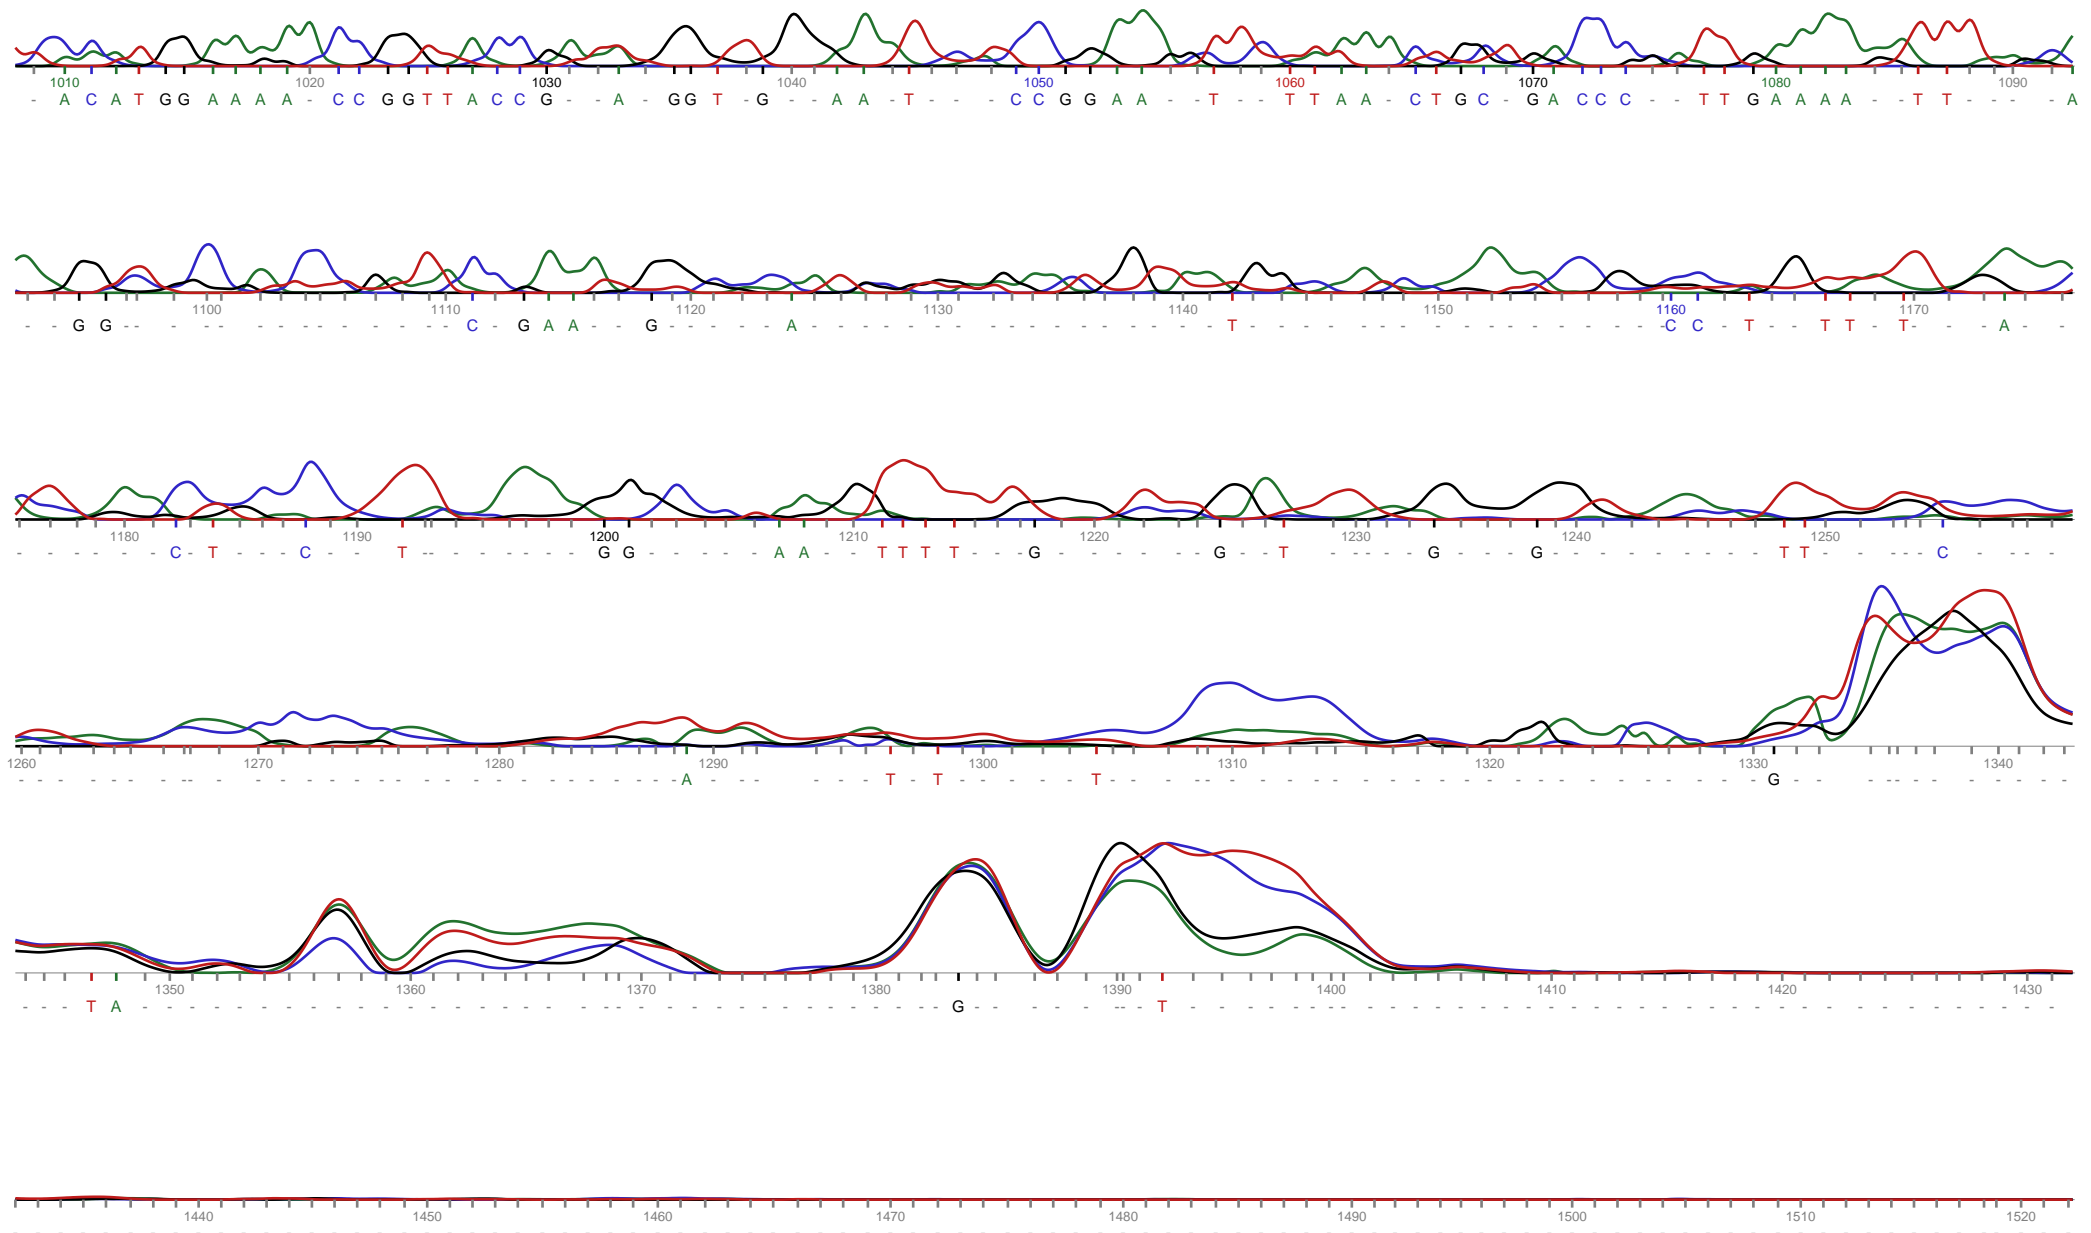 1010 1020 1030 1040 1050 1060 1070 1080 1090
- A C A T G G A A A A - C C G G T T A C C G - - A - G G T - G - - A A - T - - - - C C G G A A - - T - - T T A A - C T G C - G A C C C - - T T G A A A A - - T T - - - - - A
1100 1110 1120 1130 1140 1150 1160 1170
- - G G - - - - - - - - - - - - - - - - C - G A A - - G - - - - - A - - - - - - - - - - - - - - - - - T - - - - - - - - - - - - - - - - - C C - T - - T T - T - - - - A - -
1180 1190 1200 1210 1220 1230 1240 1250
- - - - - - C T - - - C - - T - - - - - - - - - G G - - - - - A A - - T T T T - - - G - - - - - - - G - T - - - - - G - - - G - - - - - - - - - - T T - - - - - C - - - - -
1260 1270 1280 1290 1300 1310 1320 1330 1340
- - - - - - - - - - - - - - - - - - - - - - - - - - - - - A - - - - - - - - T - T - - - - - - T - - - - - - - - - - - - - - - - - - - - - - - - - - G - - - - - - - - - - - - -
1350 1360 1370 1380 1390 1400 1410 1420 1430
- - - T A - - - - - - - - - - - - - - - - - - - - - - - - - - - - - - - - - - - - G - - - - - - - - - T - - - - - - - - - - - - - - - - - - - - - - - - - - - - - - - - - - - -
1440 1450 1460 1470 1480 1490 1500 1510 1520